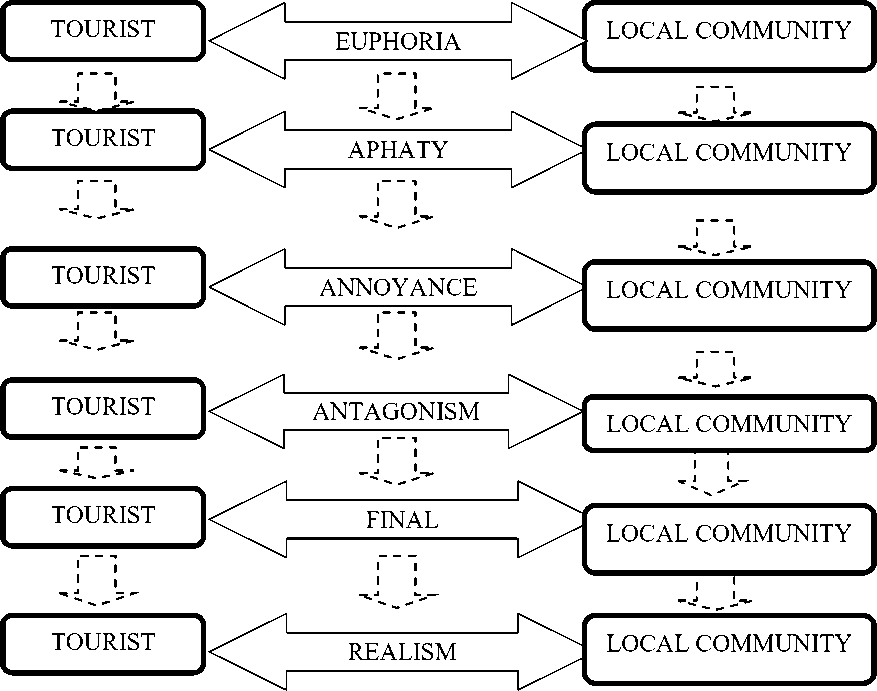 TOURIST
EUPHORIA
LOCAL COMMUNITY
TOURIST
APHATY
LOCAL COMMUNITY
TOURIST
ANNOYANCE
LOCAL COMMUNITY
TOURIST
ANTAGONISM
LOCAL COMMUNITY
TOURIST
FINAL
LOCAL COMMUNITY
TOURIST
REALISM
LOCAL COMMUNITY